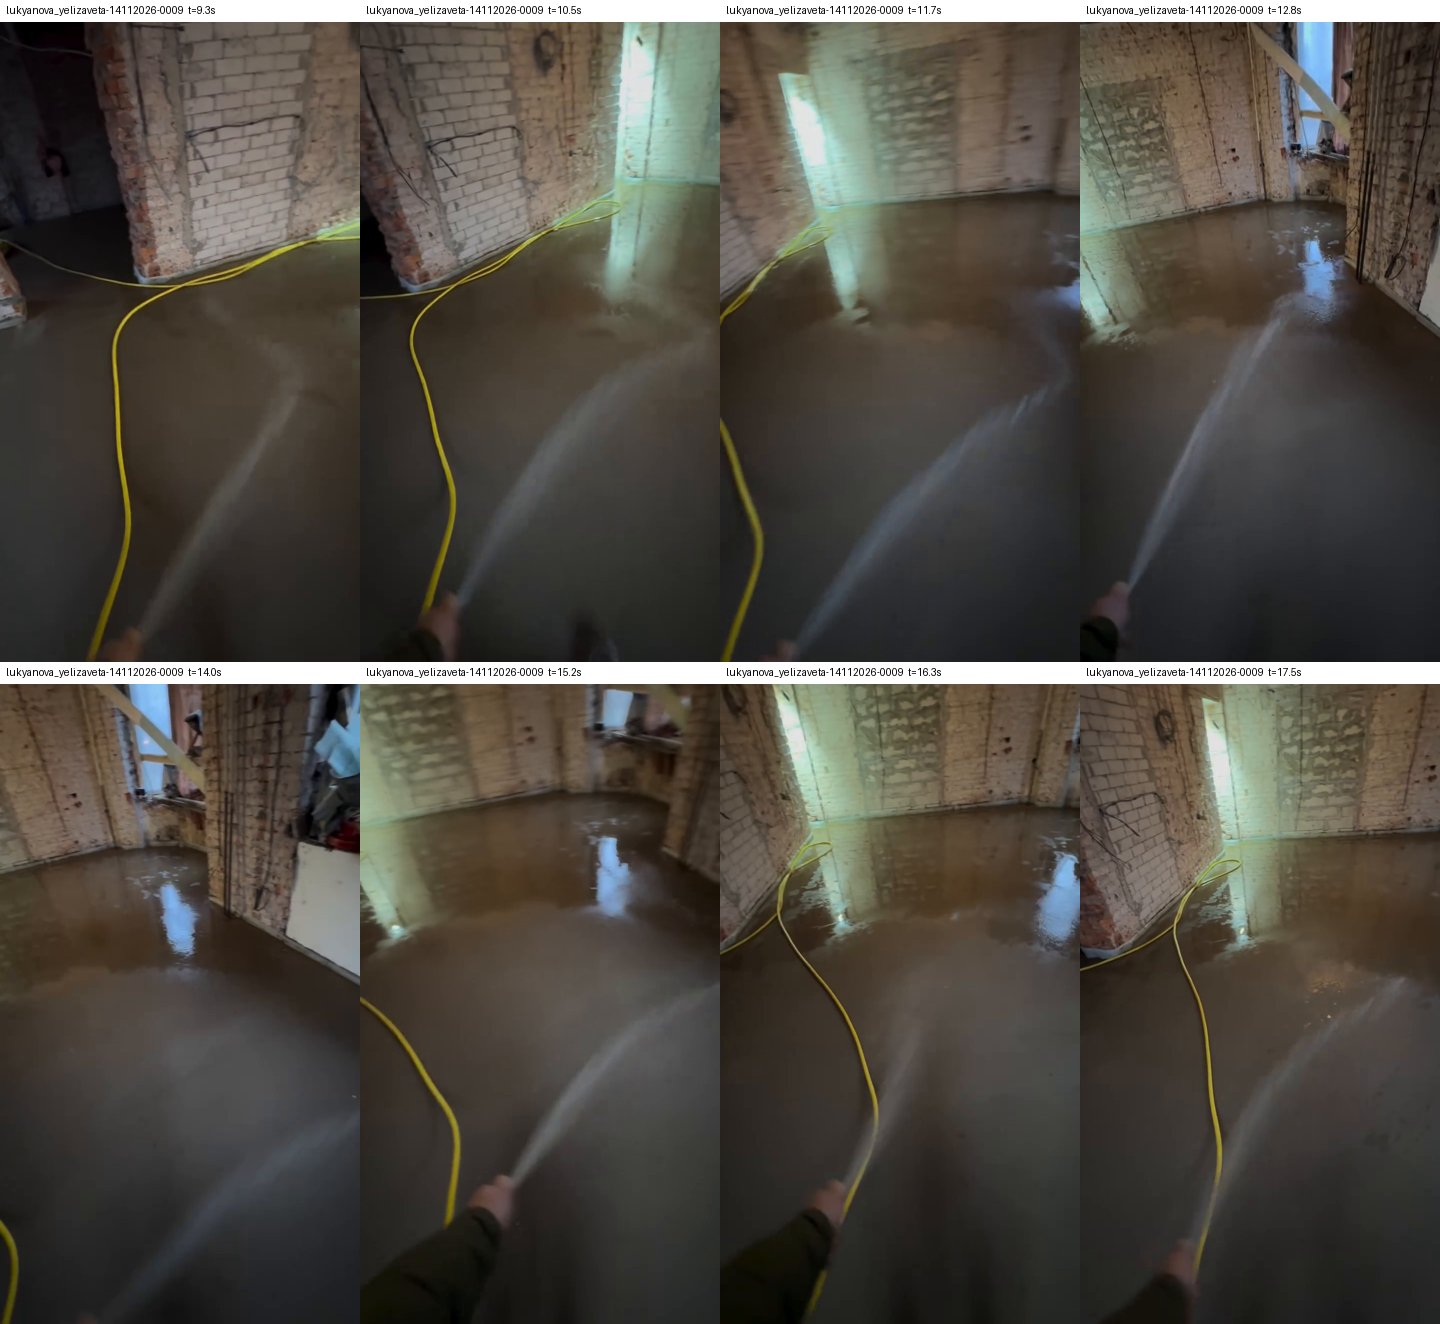 lukyanova_yelizaveta-14112026-0009 t=9.3s
lukyanova_yelizaveta-14112026-0009 t=10.5s
lukyanova_yelizaveta-14112026-0009 t=11.7s
lukyanova_yelizaveta-14112026-0009 t=12.8s
lukyanova_yelizaveta-14112026-0009 t=14.0s
lukyanova_yelizaveta-14112026-0009 t=15.2s
lukyanova_yelizaveta-14112026-0009 t=16.3s
lukyanova_yelizaveta-14112026-0009 t=17.5s